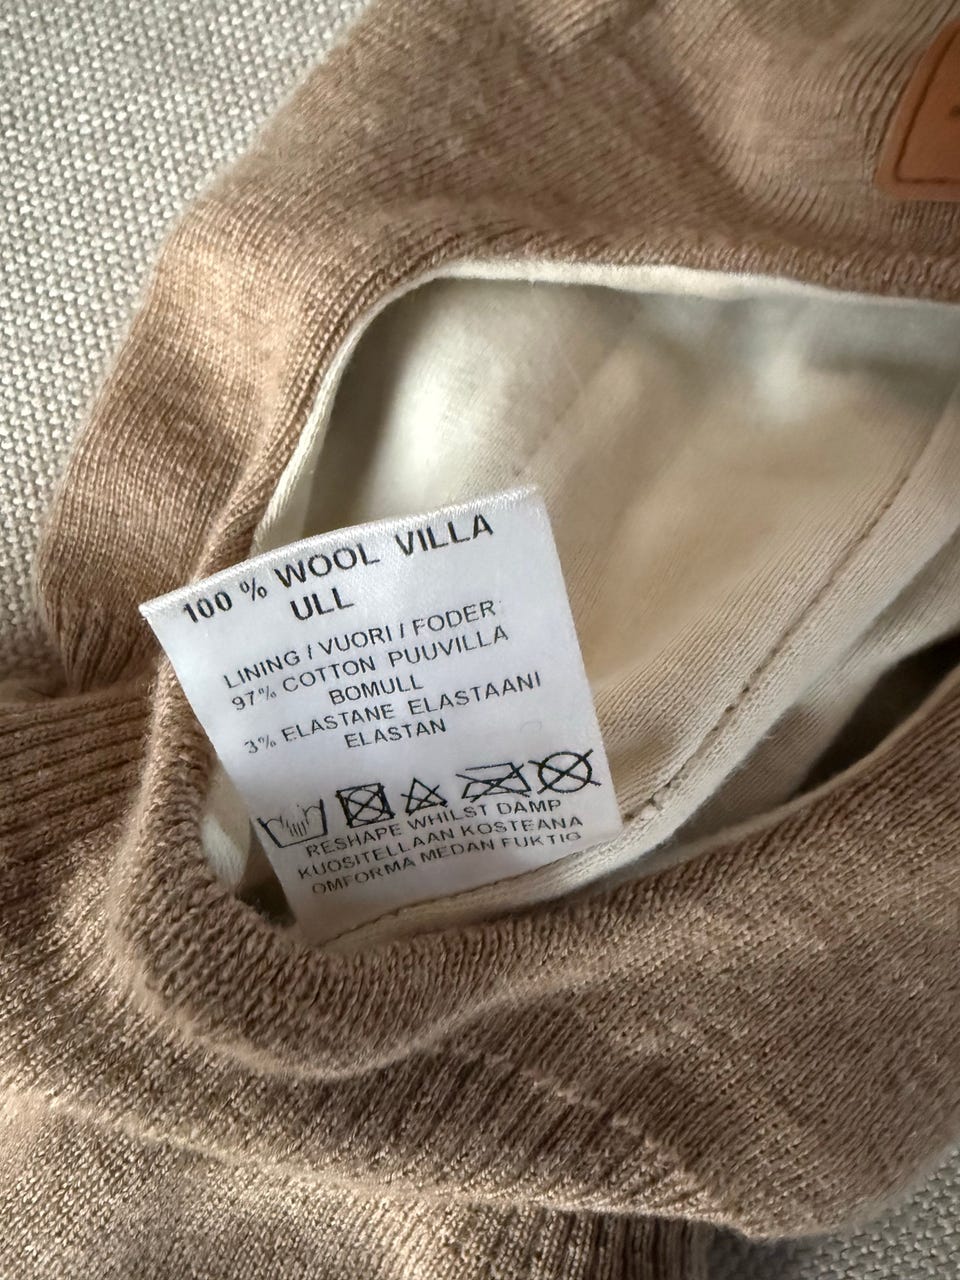 100 % WOOL VILLA
ULL
LINING / VUORI / FODER
97% COTTON PUUVILLA
BOMULL
3% ELASTANE ELASTAANI
ELASTAN
RESHAPE WHILST DAMP
KUOSITELLAAN KOSTEANA
OMFORMA MEDAN FUKTIG